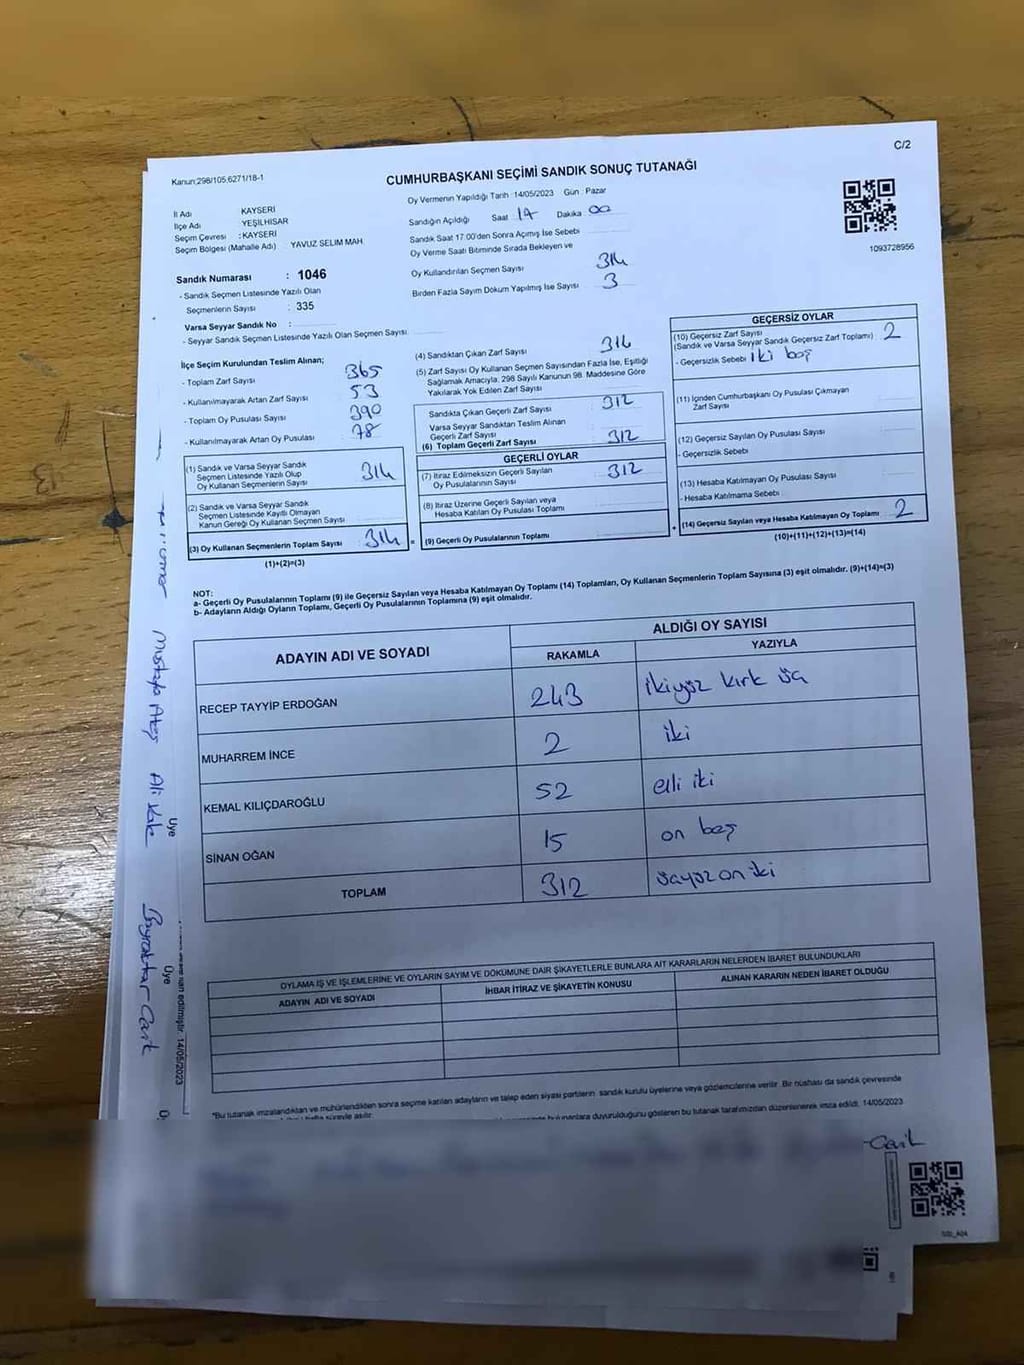 C/2
Kanun;298/105,6271/18-1
CUMHURBAŞKANI SEÇİMİ SANDIK SONUÇ TUTANAĞI
1093728956
İl Adı KAYSERİ
İlçe Adı YEŞİLHİSAR
Seçim Çevresi : KAYSERİ
Seçim Bölgesi (Mahalle Adı) YAVUZ SELIM MAH.
Sandık Numarası : 1046
- Sandık Seçmen Listesinde Yazılı Olan
Seçmenlerin Sayısı : 335
Varsa Seyyar Sandık No :
- Seyyar Sandık Seçmen Listesinde Yazılı Olan Seçmen Sayısı
Oy Vermenin Yapıldığı Tarih : 14/05/2023 Gün : Pazar
Sandığın Açıldığı Saat 17 Dakika 00
Sandık Saat 17:00'den Sonra Açımış İse Sebebi
Oy Verme Saati Bitiminde Sırada Bekleyen ve
Oy Kullandırılan Seçmen Sayısı 314
Birden Fazla Sayım Döküm Yapılmış İse Sayısı 3
İlçe Seçim Kurulundan Teslim Alınan;
- Toplam Zarf Sayısı 365
- Kullanılmayarak Artan Zarf Sayısı 53
- Toplam Oy Pusulası Sayısı 390
- Kullanılmayarak Artan Oy Pusulası 78
(1) Sandık ve Varsa Seyyar Sandık
Seçmen Listesinde Yazılı Olup
Oy Kullanan Seçmenlerin Sayısı 314
(2) Sandık ve Varsa Seyyar Sandık
Seçmen Listesinde Kayıtlı Olmayan
Kanun Gereği Oy Kullanan Seçmen Sayısı
(3) Oy Kullanan Seçmenlerin Toplam Sayısı 314
(1)+(2)=(3)
(4) Sandıktan Çıkan Zarf Sayısı 314
(5) Zarf Sayısı Oy Kullanan Seçmen Sayısından Fazla İse, Eşitliği
Sağlamak Amacıyla, 298 Sayılı Kanunun 98. Maddesine Göre
Yakılarak Yok Edilen Zarf Sayısı
Sandıkta Çıkan Geçerli Zarf Sayısı 312
Varsa Seyyar Sandıktan Teslim Alınan
Geçerli Zarf Sayısı
(6) Toplam Geçerli Zarf Sayısı 312
GEÇERLİ OYLAR
(7) İtiraz Edilmeksizin Geçerli Sayılan
Oy Pusulalarının Sayısı 312
(8) İtiraz Üzerine Geçerli Sayılan veya
Hesaba Katılan Oy Pusulası Toplamı
= (9) Geçerli Oy Pusulalarının Toplamı
GEÇERSİZ OYLAR
(10) Geçersiz Zarf Sayısı
(Sandık ve Varsa Seyyar Sandık Geçersiz Zarf Toplamı) 2
- Geçersizlik Sebebi iki boş
(11) İçinden Cumhurbaşkanı Oy Pusulası Çıkmayan
Zarf Sayısı
(12) Geçersiz Sayılan Oy Pusulası Sayısı
- Geçersizlik Sebebi
(13) Hesaba Katılmayan Oy Pusulası Sayısı
- Hesaba Katılmama Sebebi
+ (14) Geçersiz Sayılan veya Hesaba Katılmayan Oy Toplamı 2
(10)+(11)+(12)+(13)=(14)
NOT:
a- Geçerli Oy Pusulalarının Toplamı (9) ile Geçersiz Sayılan veya Hesaba Katılmayan Oy Toplamı (14) Toplamları, Oy Kullanan Seçmenlerin Toplam Sayısına (3) eşit olmalıdır. (9)+(14)=(3)
b- Adayların Aldığı Oyların Toplamı, Geçerli Oy Pusulalarının Toplamına (9) eşit olmalıdır.
ADAYIN ADI VE SOYADI
ALDIĞI OY SAYISI
RAKAMLA YAZIYLA
RECEP TAYYİP ERDOĞAN 243 ikiyüz kırk üç
MUHARREM İNCE 2 iki
KEMAL KILIÇDAROĞLU 52 elli iki
SİNAN OĞAN 15 on beş
TOPLAM 312 üçyüz on iki
OYLAMA İŞ VE İŞLEMLERİNE VE OYLARIN SAYIM VE DÖKÜMÜNE DAİR ŞİKAYETLERLE BUNLARA AİT KARARLARIN NELERDEN İBARET BULUNDUKLARI
ADAYIN ADI VE SOYADI İHBAR İTİRAZ VE ŞİKAYETİN KONUSU ALINAN KARARIN NEDEN İBARET OLDUĞU
*Bu tutanak imzalandıktan ve mühürlendikten sonra seçime katılan adayların ve talep eden siyasi partilerin sandık kurulu üyelerine veya gözlemcilerine verilir. Bir nüshası da sandık çevresinde
bulunanlara duyurulduğunu gösteren bu tutanak tarafımızdan düzenlenerek imza edildi. 14/05/2023
Mustafa Ateş
Ali Kale
Üye
Bayraktar Carik
Üye
ilan edilmiştir. 14/05/2023